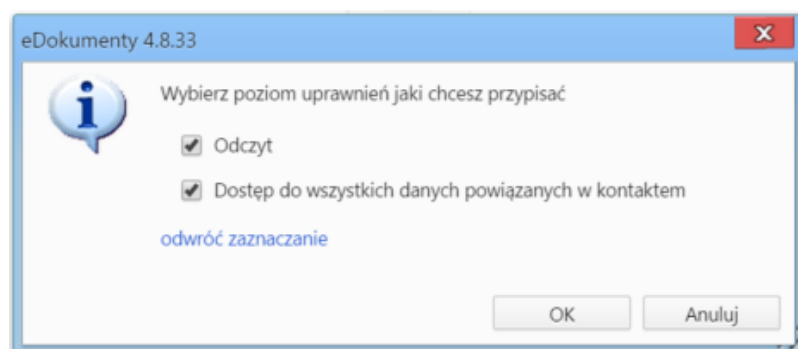 eDokumenty 4.8.33
Wybierz poziom uprawnień jaki chcesz przypisać
Odczyt
Dostęp do wszystkich danych powiązanych w kontaktem
odwróć zaznaczanie
OK Anuluj